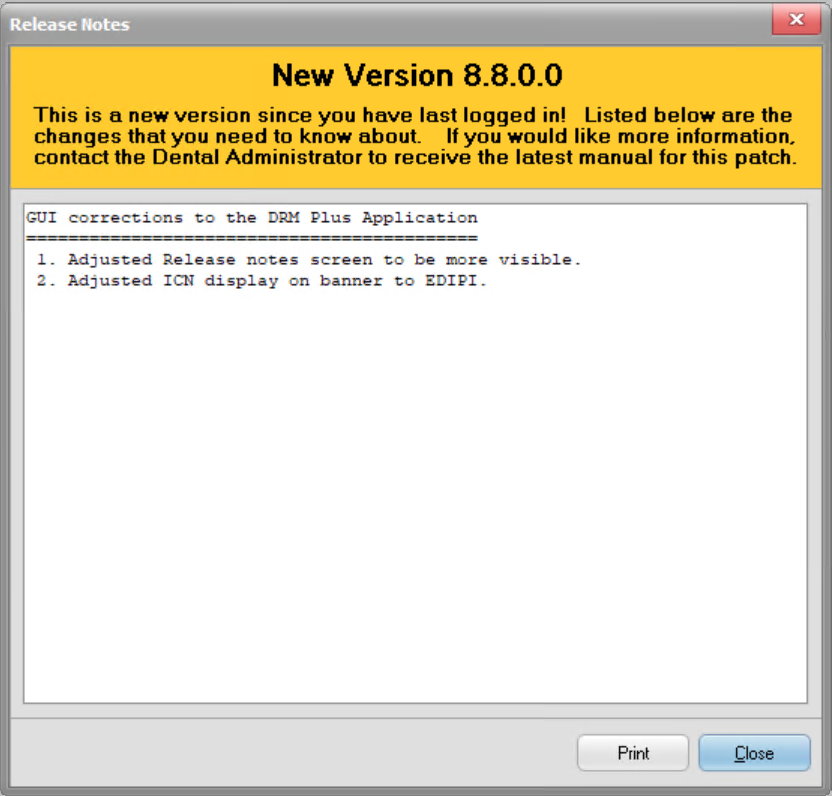 Release Notes
New Version 8.8.0.0
This is a new version since you have last logged in!   Listed below are the
changes that you need to know about.    If you would like more information,
contact the Dental Administrator to receive the latest manual for this patch.
GUI corrections to the DRM Plus Application
===========================================
1. Adjusted Release notes screen to be more visible.
2. Adjusted ICN display on banner to EDIPI.
Print
Close